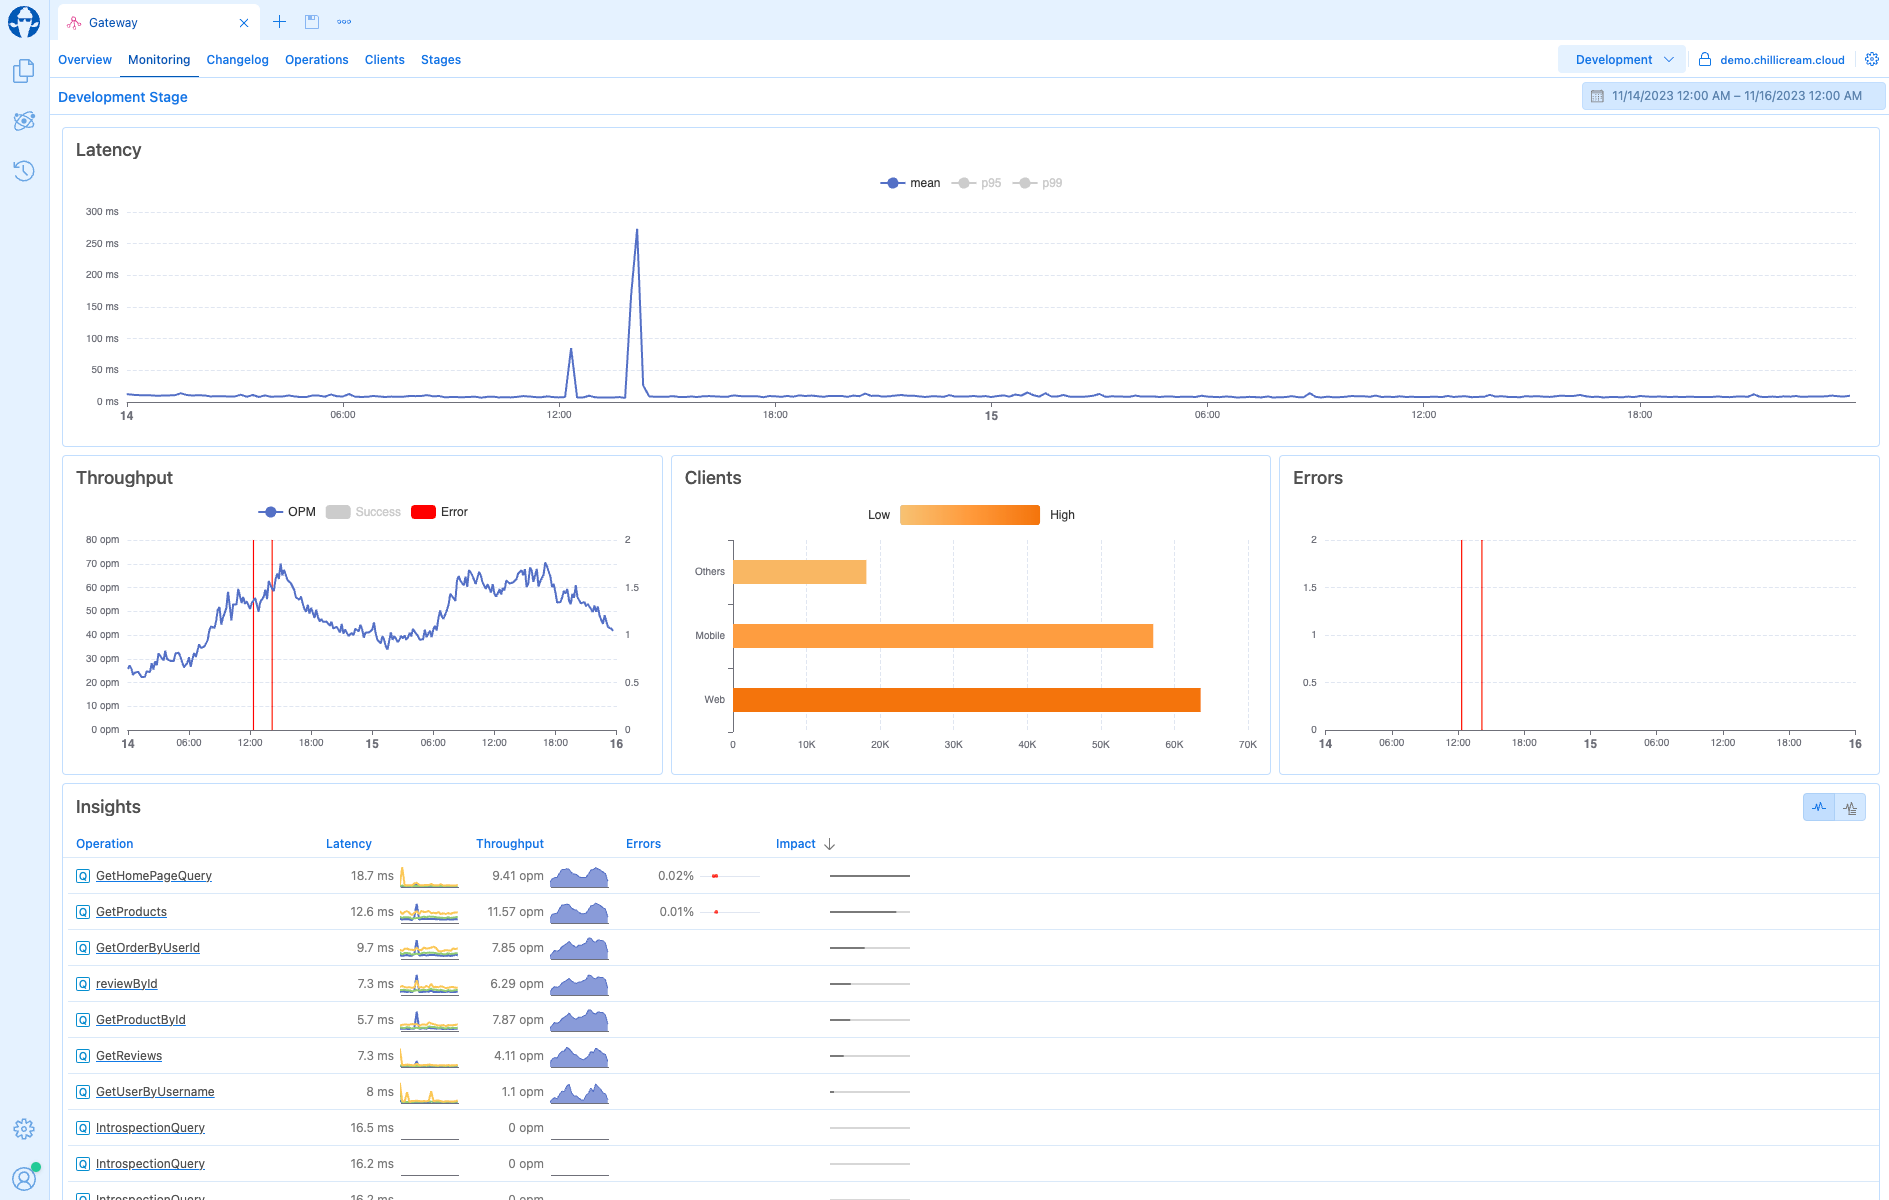 Gateway
Overview Monitoring Changelog Operations Clients Stages Development demo.chillicream.cloud
Development Stage 11/14/2023 12:00 AM – 11/16/2023 12:00 AM
Latency
mean p95 p99
300 ms
250 ms
200 ms
150 ms
100 ms
50 ms
0 ms
14 06:00 12:00 18:00 15 06:00 12:00 18:00
Throughput
OPM Success Error
80 opm 2
70 opm
60 opm 1.5
50 opm
40 opm 1
30 opm
20 opm 0.5
10 opm
0 opm 0
14 06:00 12:00 18:00 15 06:00 12:00 18:00 16
Clients
Low High
Others
Mobile
Web
0 10K 20K 30K 40K 50K 60K 70K
Errors
2
1.5
1
0.5
0
14 06:00 12:00 18:00 15 06:00 12:00 18:00 16
Insights
Operation Latency Throughput Errors Impact
Q GetHomePageQuery 18.7 ms 9.41 opm 0.02%
Q GetProducts 12.6 ms 11.57 opm 0.01%
Q GetOrderByUserId 9.7 ms 7.85 opm
Q reviewById 7.3 ms 6.29 opm
Q GetProductById 5.7 ms 7.87 opm
Q GetReviews 7.3 ms 4.11 opm
Q GetUserByUsername 8 ms 1.1 opm
Q IntrospectionQuery 16.5 ms 0 opm
Q IntrospectionQuery 16.2 ms 0 opm
Q IntrospectionQuery 16.2 ms 0 opm